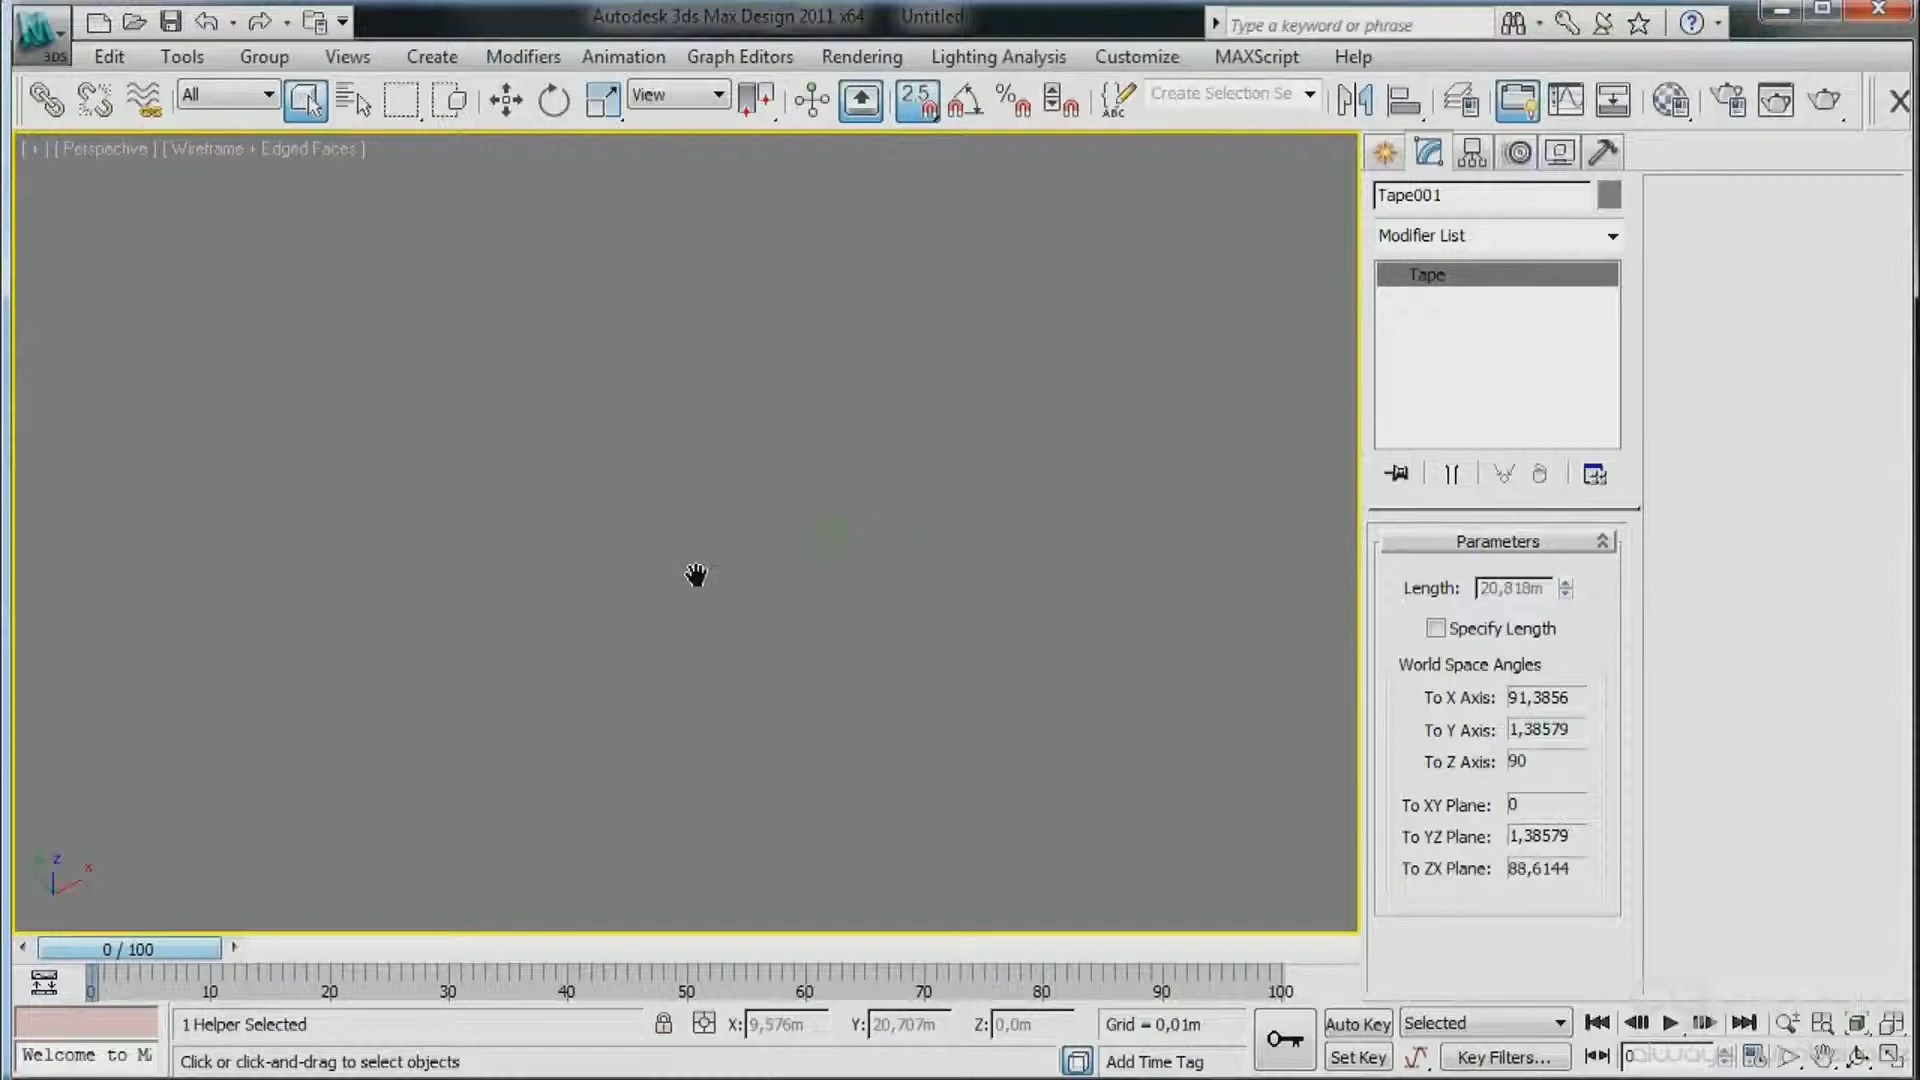 Autodesk 3ds Max Design 2011 x64 Untitled
Type a keyword or phrase
3DS
Edit Tools Group Views Create Modifiers Animation Graph Editors Rendering Lighting Analysis Customize MAXScript Help
All
View
2.5
%
ABC
Create Selection Se
[ + ] [ Perspective ] [ Wireframe + Edged Faces ]
Tape001
Modifier List
Tape
Parameters
Length: 20,818m
Specify Length
World Space Angles
To X Axis: 91,3856
To Y Axis: 1,38579
To Z Axis: 90
To XY Plane: 0
To YZ Plane: 1,38579
To ZX Plane: 88,6144
z
x
0 / 100
0 10 20 30 40 50 60 70 80 90 100
1 Helper Selected
X: 9,576m Y: 20,707m Z: 0,0m
Grid = 0,01m
Auto Key
Selected
Welcome to M
Click or click-and-drag to select objects
Add Time Tag
Set Key
Key Filters...
0